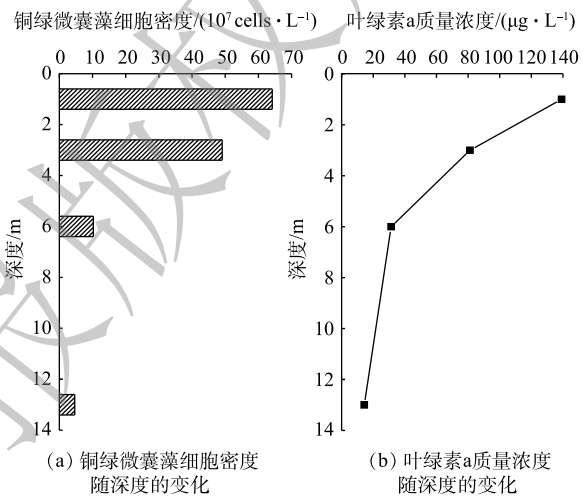 铜绿微囊藻细胞密度/(10⁷cells·L⁻¹)
0 10 20 30 40 50 60 70
0
2
4
6
8
10
12
14
深度/m
(a) 铜绿微囊藻细胞密度
随深度的变化
叶绿素a质量浓度/(μg·L⁻¹)
0 20 40 60 80 100 120 140
0
2
4
6
8
10
12
14
深度/m
(b) 叶绿素a质量浓度
随深度的变化